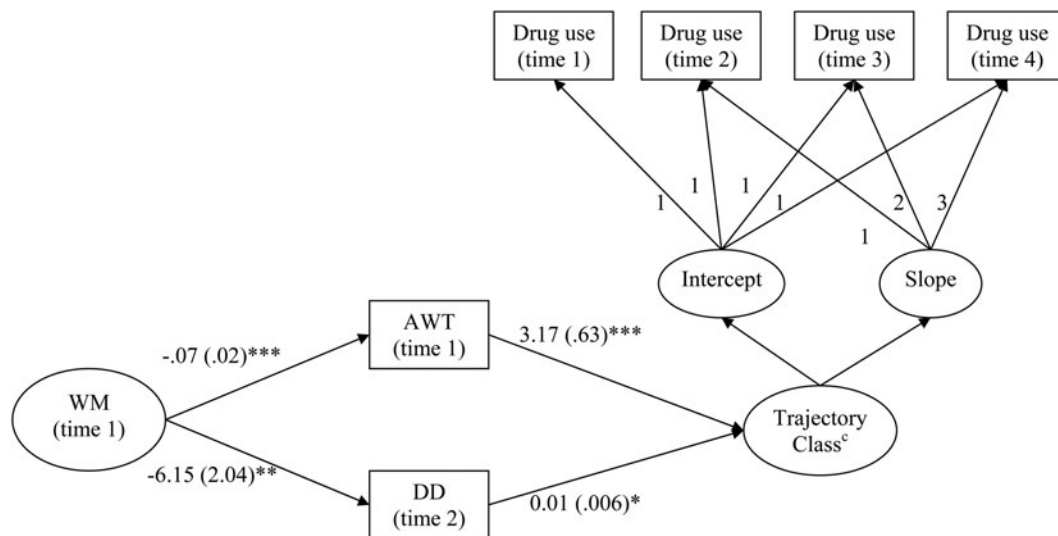 Drug use
(time 1)
Drug use
(time 2)
Drug use
(time 3)
Drug use
(time 4)
1
1
1
1
2
3
1
Intercept
Slope
AWT
(time 1)
3.17 (.63)***
-.07 (.02)***
WM
(time 1)
Trajectory
Classᶜ
-6.15 (2.04)**
DD
(time 2)
0.01 (.006)*